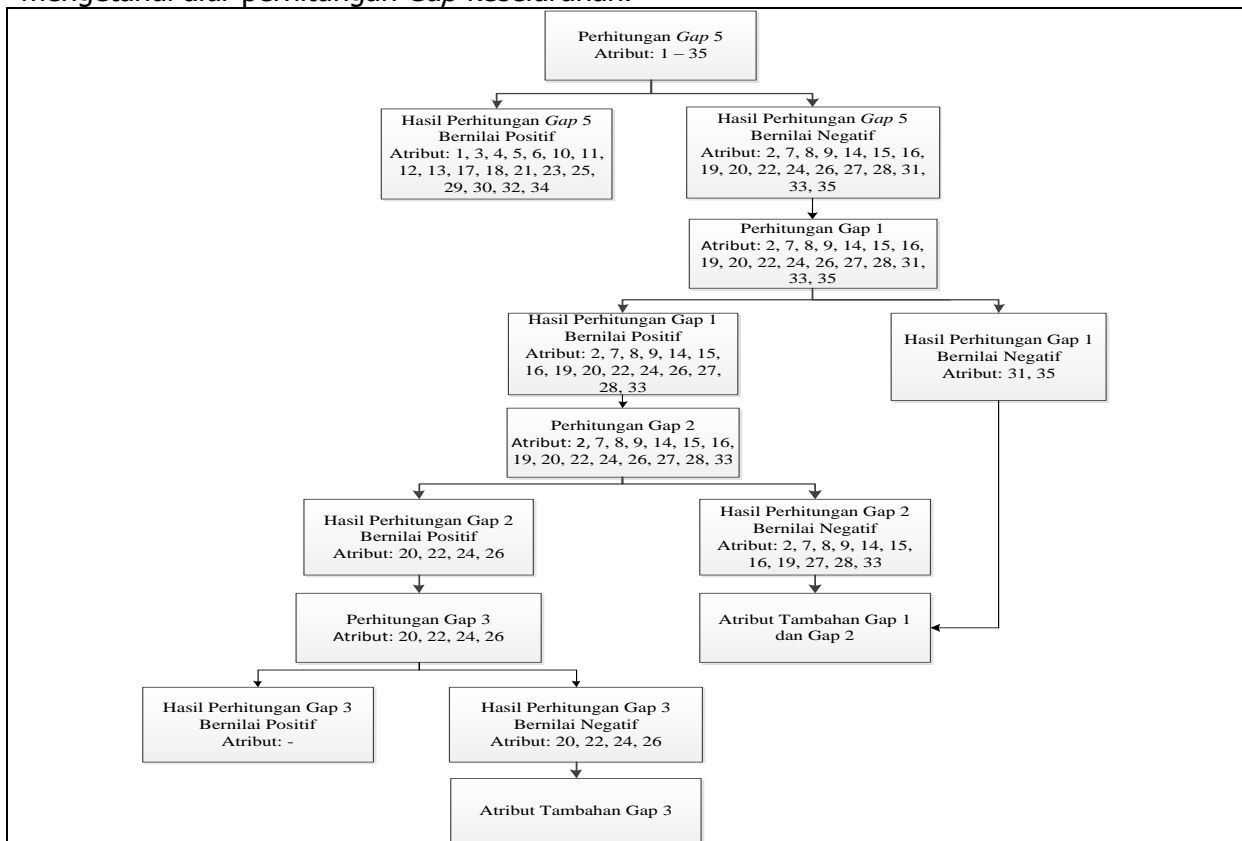 mengetahui alur perhitungan Gap keseluruhan.
Perhitungan Gap 5
Atribut: 1 – 35
Hasil Perhitungan Gap 5
Bernilai Positif
Atribut: 1, 3, 4, 5, 6, 10, 11,
12, 13, 17, 18, 21, 23, 25,
29, 30, 32, 34
Hasil Perhitungan Gap 5
Bernilai Negatif
Atribut: 2, 7, 8, 9, 14, 15, 16,
19, 20, 22, 24, 26, 27, 28, 31,
33, 35
Perhitungan Gap 1
Atribut: 2, 7, 8, 9, 14, 15, 16,
19, 20, 22, 24, 26, 27, 28, 31,
33, 35
Hasil Perhitungan Gap 1
Bernilai Positif
Atribut: 2, 7, 8, 9, 14, 15,
16, 19, 20, 22, 24, 26, 27,
28, 33
Hasil Perhitungan Gap 1
Bernilai Negatif
Atribut: 31, 35
Perhitungan Gap 2
Atribut: 2, 7, 8, 9, 14, 15, 16,
19, 20, 22, 24, 26, 27, 28, 33
Hasil Perhitungan Gap 2
Bernilai Positif
Atribut: 20, 22, 24, 26
Hasil Perhitungan Gap 2
Bernilai Negatif
Atribut: 2, 7, 8, 9, 14, 15,
16, 19, 27, 28, 33
Perhitungan Gap 3
Atribut: 20, 22, 24, 26
Atribut Tambahan Gap 1
dan Gap 2
Hasil Perhitungan Gap 3
Bernilai Positif
Atribut: -
Hasil Perhitungan Gap 3
Bernilai Negatif
Atribut: 20, 22, 24, 26
Atribut Tambahan Gap 3